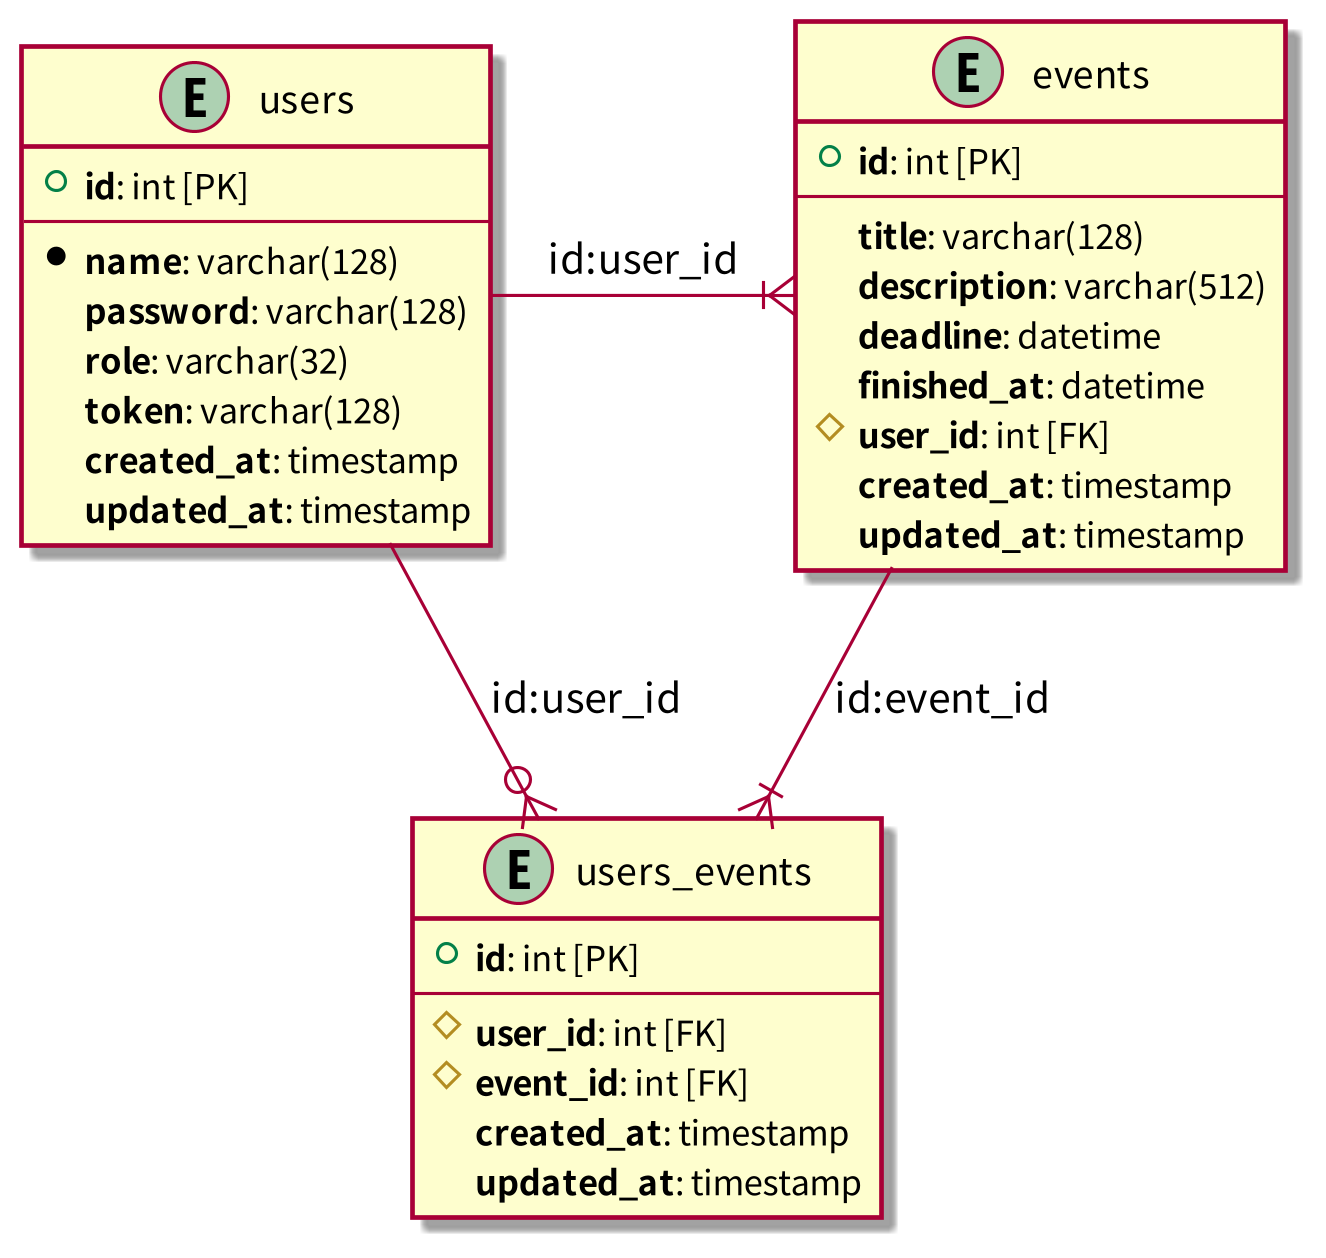 E users
id: int [PK]
name: varchar(128)
password: varchar(128)
role: varchar(32)
token: varchar(128)
created_at: timestamp
updated_at: timestamp
id:user_id
E events
id: int [PK]
title: varchar(128)
description: varchar(512)
deadline: datetime
finished_at: datetime
user_id: int [FK]
created_at: timestamp
updated_at: timestamp
id:user_id
id:event_id
E users_events
id: int [PK]
user_id: int [FK]
event_id: int [FK]
created_at: timestamp
updated_at: timestamp